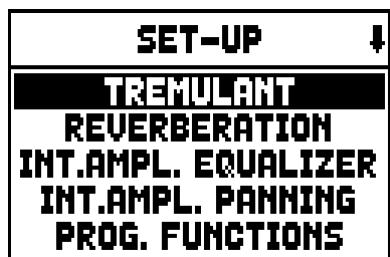 SET-UP
TREMULANT
REVERBERATION
INT.AMPL. EQUALIZER
INT.AMPL. PANNING
PROG. FUNCTIONS